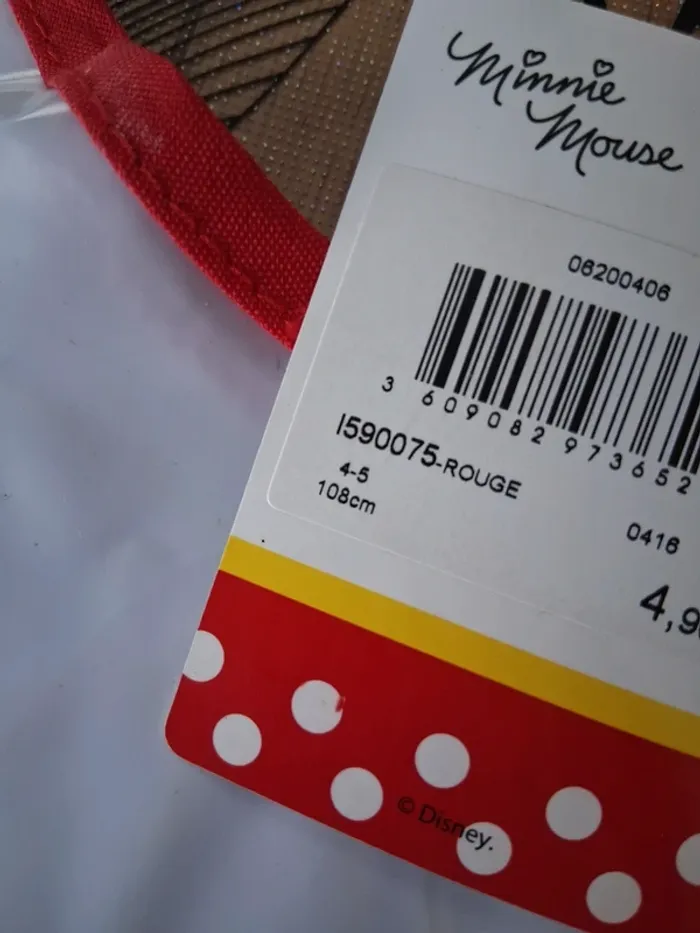 Minnie
Mouse
06200406
3 609082 973652
I590075-ROUGE
4-5
108cm
0416
4,9
© Disney.